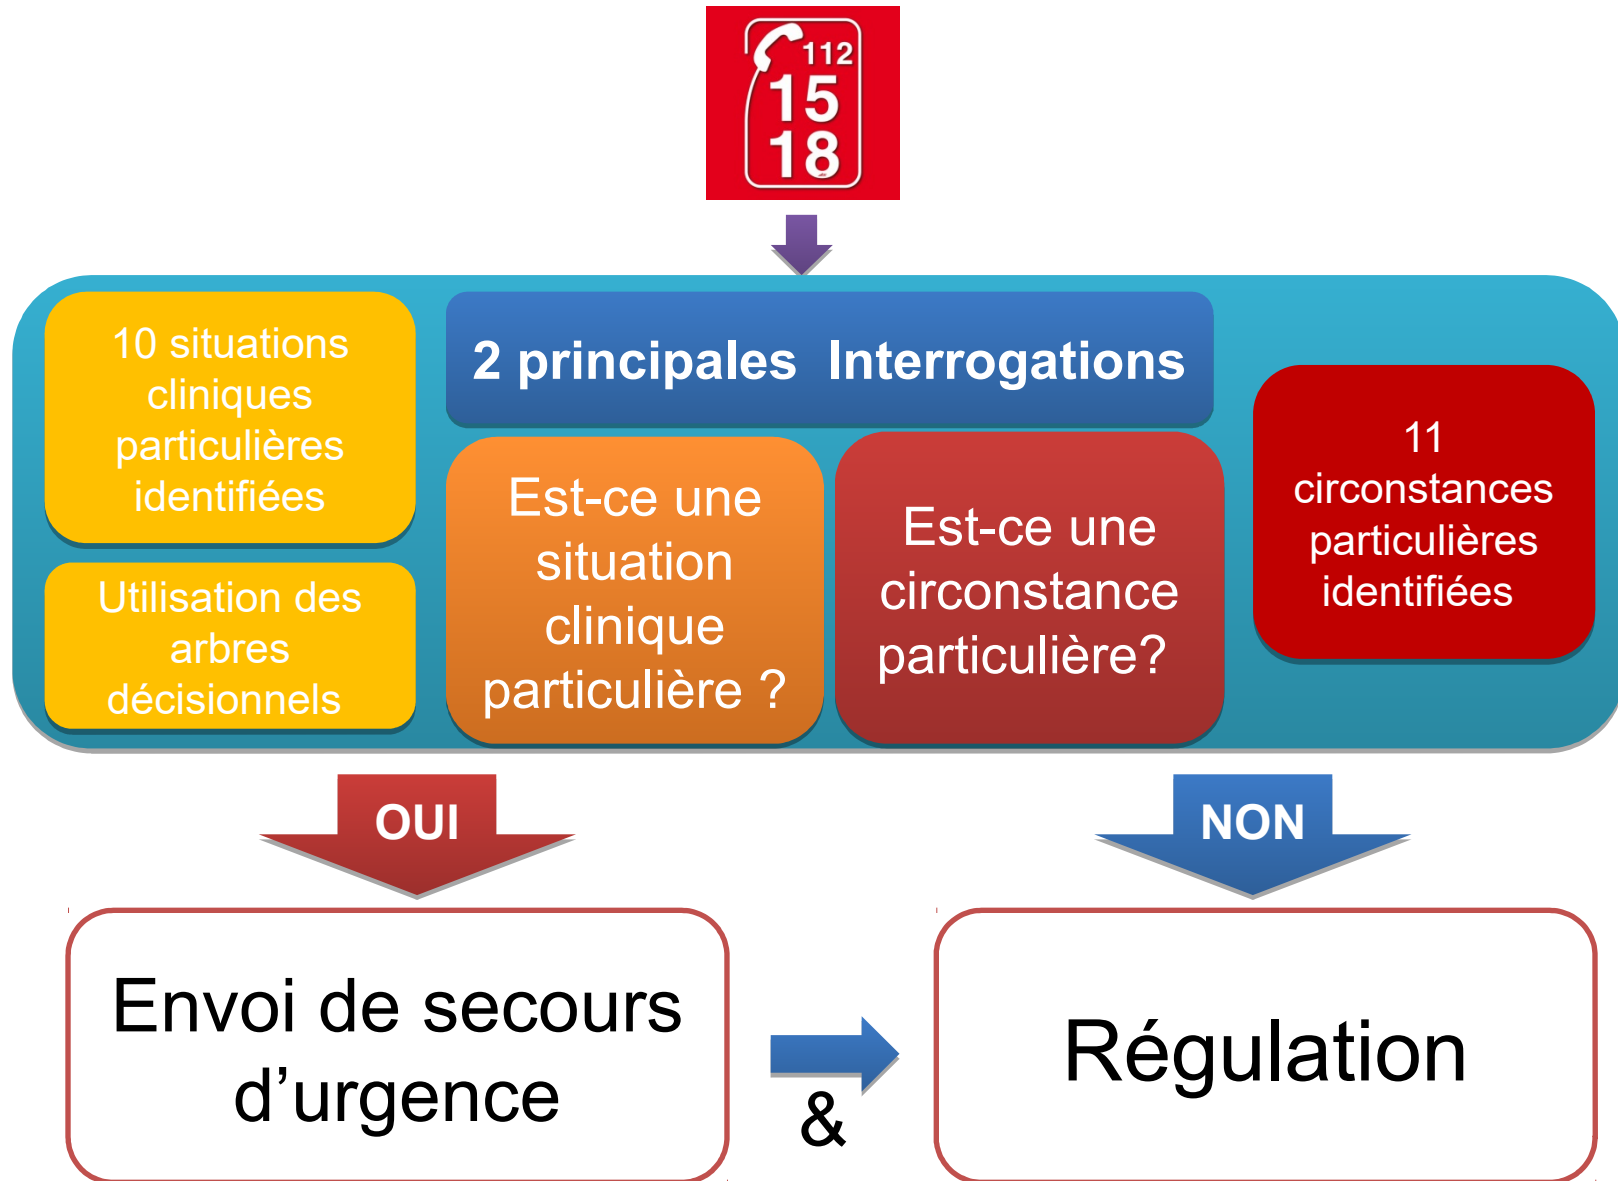 112
15
18
10 situations
cliniques
particulières
identifiées
Utilisation des
arbres
décisionnels
2 principales Interrogations
Est-ce une
situation
clinique
particulière ?
Est-ce une
circonstance
particulière?
11
circonstances
particulières
identifiées
OUI
NON
Envoi de secours
d’urgence
&
Régulation